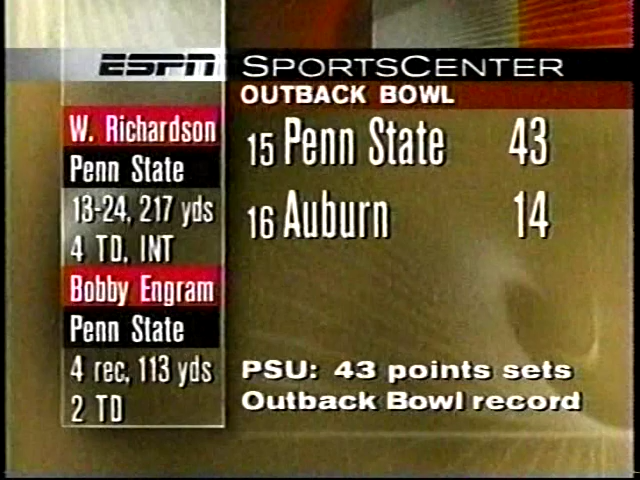 ESPN SPORTSCENTER
OUTBACK BOWL
W. Richardson
Penn State
13-24, 217 yds
4 TD, INT
Bobby Engram
Penn State
4 rec, 113 yds
2 TD
15 Penn State 43
16 Auburn 14
PSU: 43 points sets
Outback Bowl record